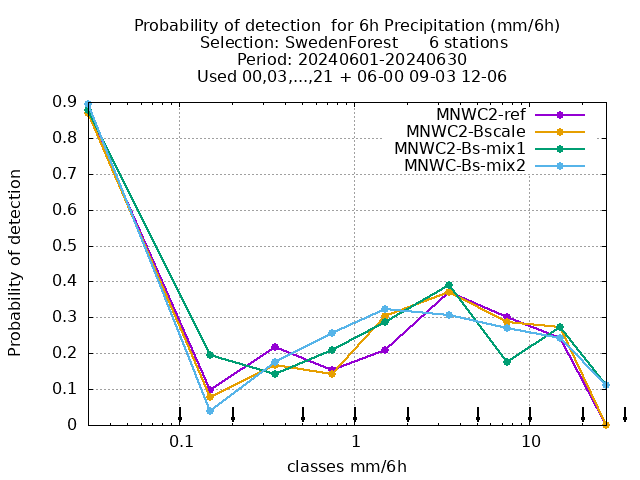 Probability of detection  for 6h Precipitation (mm/6h)
Selection: SwedenForest      6 stations
Period: 20240601-20240630
Used 00,03,...,21 + 06-00 09-03 12-06
MNWC2-ref
MNWC2-Bscale
MNWC2-Bs-mix1
MNWC-Bs-mix2
Probability of detection
0.9
0.8
0.7
0.6
0.5
0.4
0.3
0.2
0.1
0
0.1 1 10
classes mm/6h